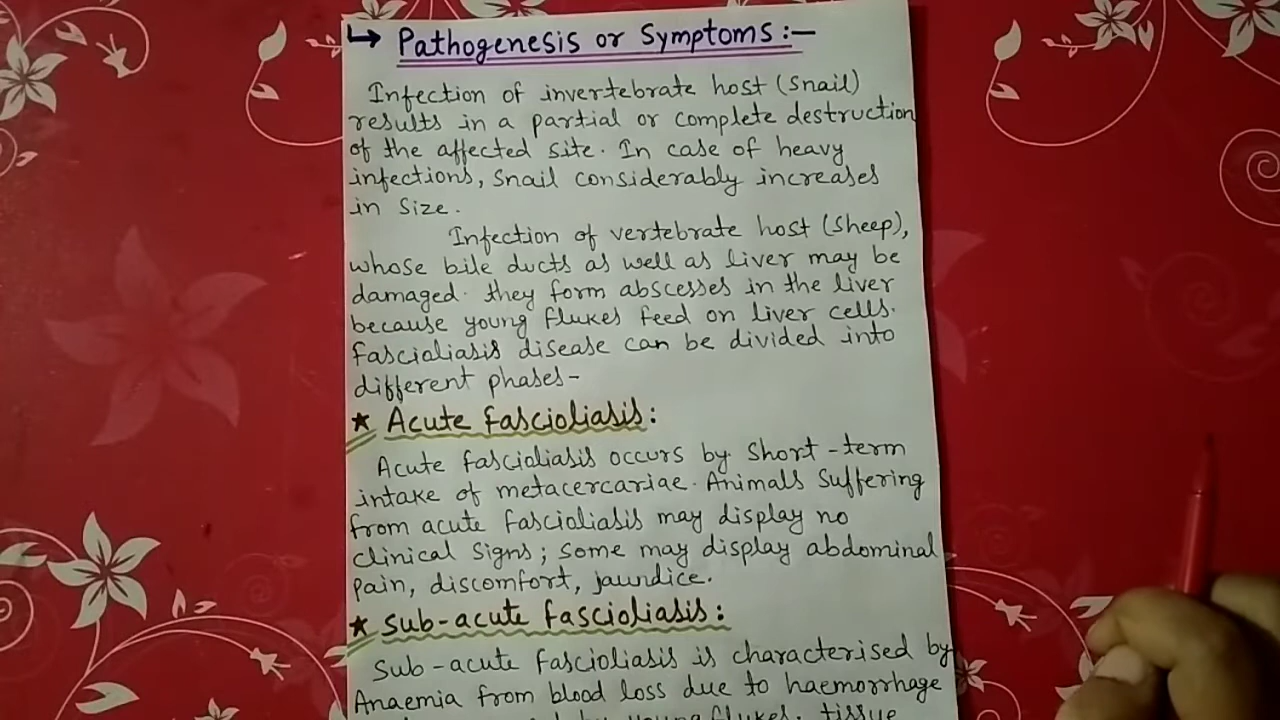 ↳ Pathogenesis or Symptoms :—
Infection of invertebrate host (Snail)
results in a partial or complete destruction
of the affected site. In case of heavy
infections, Snail considerably increases
in Size.
Infection of vertebrate host (Sheep),
whose bile ducts as well as liver may be
damaged. they form abscesses in the liver
because young flukes feed on liver cells.
fascioliasis disease can be divided into
different phases-
★ Acute fascioliasis:
Acute fascioliasis occurs by Short-term
intake of metacercariae. Animals Suffering
from acute fascioliasis may display no
clinical Signs; Some may display abdominal
pain, discomfort, jaundice.
★ Sub-acute fascioliasis:
Sub-acute fascioliasis is characterised by
Anaemia from blood loss due to haemorrhage
by young flukes. tissue